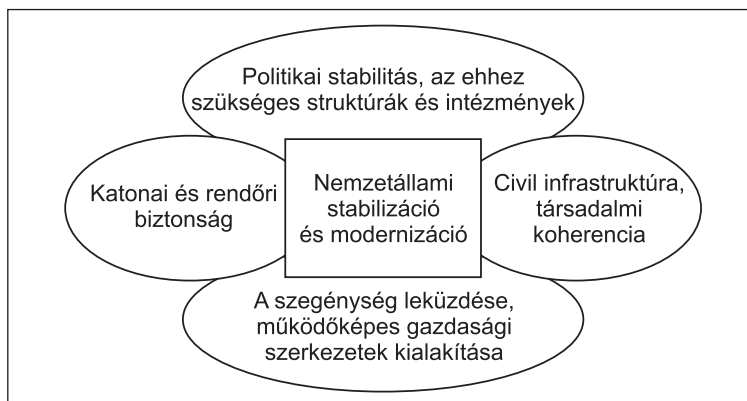 Politikai stabilitás, az ehhez
szükséges struktúrák és intézmények
Katonai és rendőri
biztonság
Nemzetállami
stabilizáció
és modernizáció
Civil infrastruktúra,
társadalmi
koherencia
A szegénység leküzdése,
működőképes gazdasági
szerkezetek kialakítása